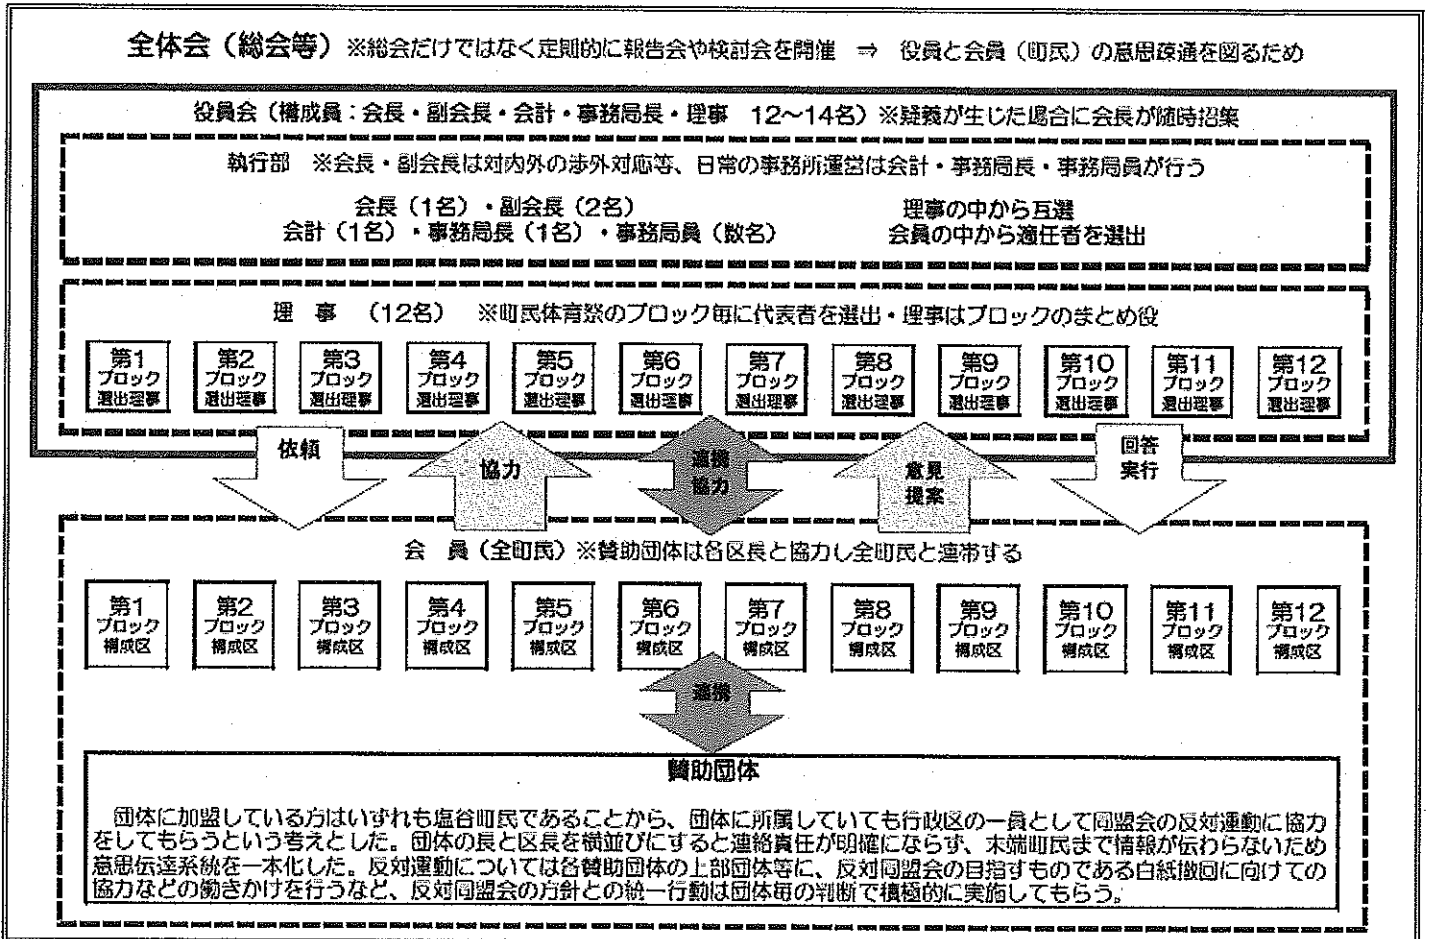 全体会（総会等）※総会だけではなく定期的に報告会や検討会を開催 ⇒ 役員と会員（町民）の意思疎通を図るため
役員会（構成員：会長・副会長・会計・事務局長・理事 12～14名）※疑義が生じた場合に会長が随時招集
執行部 ※会長・副会長は対内外の渉外対応等、日常の事務所運営は会計・事務局長・事務局員が行う
会長（1名）・副会長（2名） 理事の中から互選
会計（1名）・事務局長（1名）・事務局員（数名） 会員の中から適任者を選出
理 事 （12名） ※町民体育祭のブロック毎に代表者を選出・理事はブロックのまとめ役
第1 ブロック 選出理事
第2 ブロック 選出理事
第3 ブロック 選出理事
第4 ブロック 選出理事
第5 ブロック 選出理事
第6 ブロック 選出理事
第7 ブロック 選出理事
第8 ブロック 選出理事
第9 ブロック 選出理事
第10 ブロック 選出理事
第11 ブロック 選出理事
第12 ブロック 選出理事
依頼
協力
連携
協力
意見
提案
回答
実行
会 員（全町民）※賛助団体は各区長と協力し全町民と連帯する
第1 ブロック 構成区
第2 ブロック 構成区
第3 ブロック 構成区
第4 ブロック 構成区
第5 ブロック 構成区
第6 ブロック 構成区
第7 ブロック 構成区
第8 ブロック 構成区
第9 ブロック 構成区
第10 ブロック 構成区
第11 ブロック 構成区
第12 ブロック 構成区
連携
賛助団体
団体に加盟している方はいずれも塩谷町民であることから、団体に所属していても行政区の一員として同盟会の反対運動に協力
をしてもらうという考えとした。団体の長と区長を横並びにすると連絡責任が明確にならず、末端町民まで情報が伝わらないため
意思伝達系統を一本化した。反対運動については各賛助団体の上部団体等に、反対同盟会の目指すものである白紙撤回に向けての
協力などの働きかけを行うなど、反対同盟会の方針との統一行動は団体毎の判断で積極的に実施してもらう。